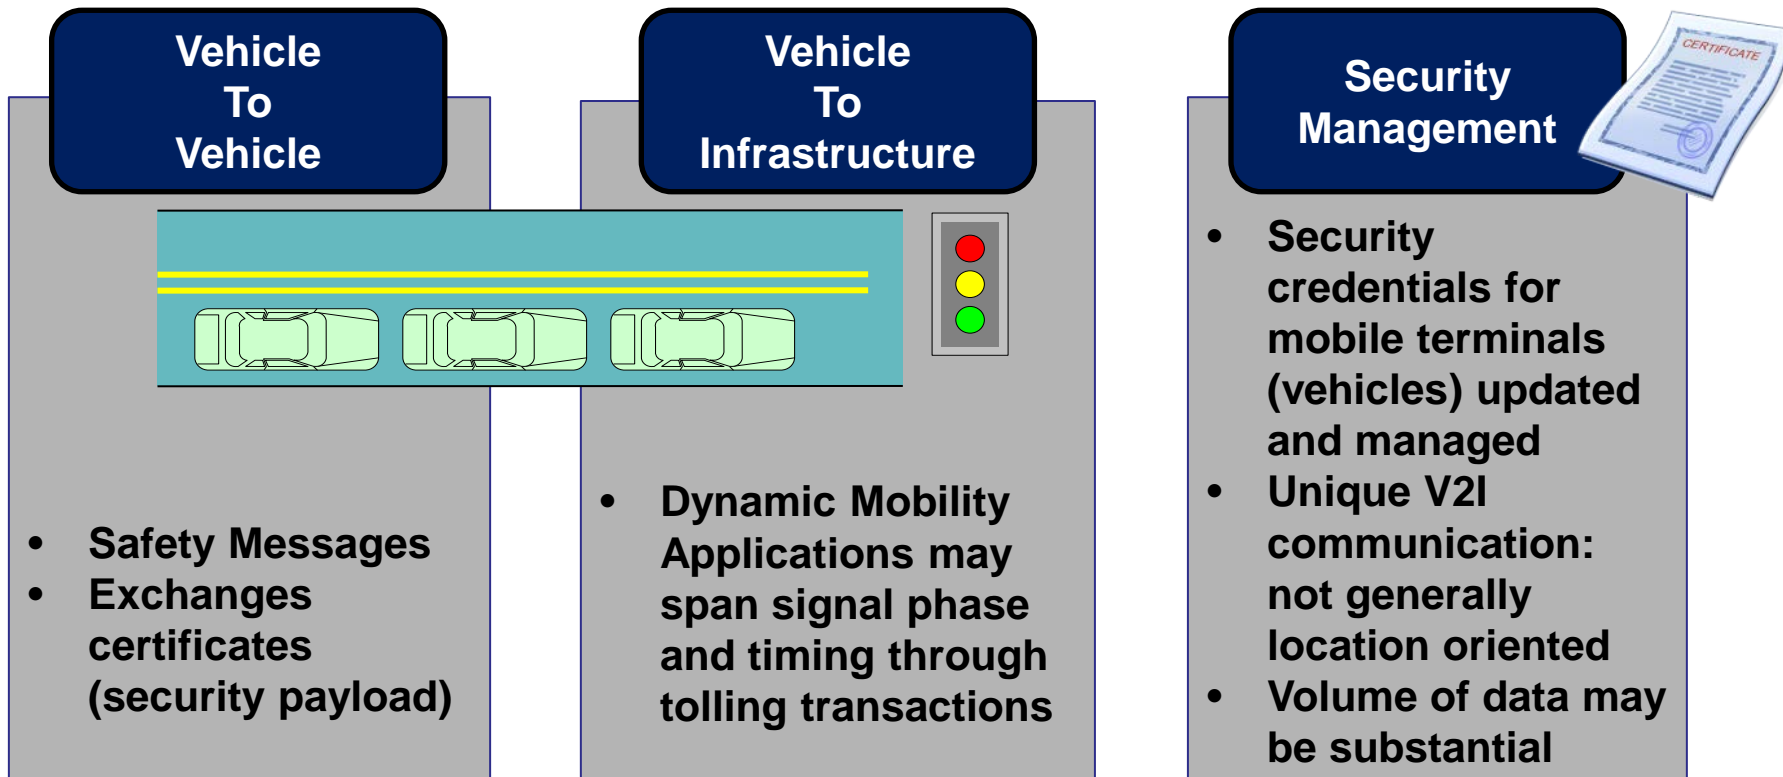 Vehicle
To
Vehicle
• Safety Messages
• Exchanges
certificates
(security payload)
Vehicle
To
Infrastructure
• Dynamic Mobility
Applications may
span signal phase
and timing through
tolling transactions
Security
Management
CERTIFICATE
• Security
credentials for
mobile terminals
(vehicles) updated
and managed
• Unique V2I
communication:
not generally
location oriented
• Volume of data may
be substantial